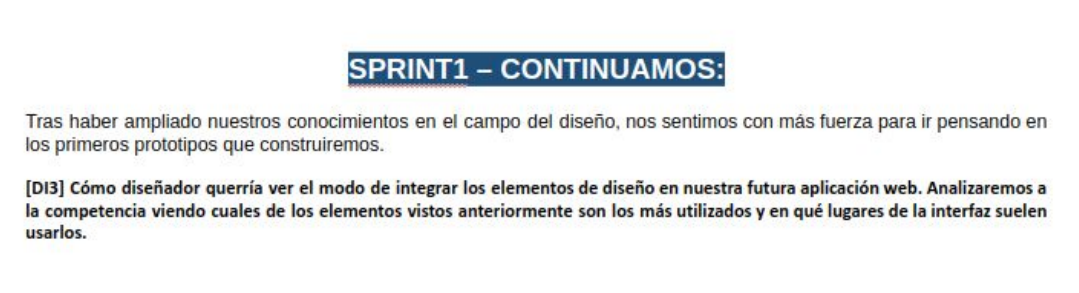 SPRINT1 – CONTINUAMOS:
Tras haber ampliado nuestros conocimientos en el campo del diseño, nos sentimos con más fuerza para ir pensando en
los primeros prototipos que construiremos.
[DI3] Cómo diseñador querría ver el modo de integrar los elementos de diseño en nuestra futura aplicación web. Analizaremos a
la competencia viendo cuales de los elementos vistos anteriormente son los más utilizados y en qué lugares de la interfaz suelen
usarlos.